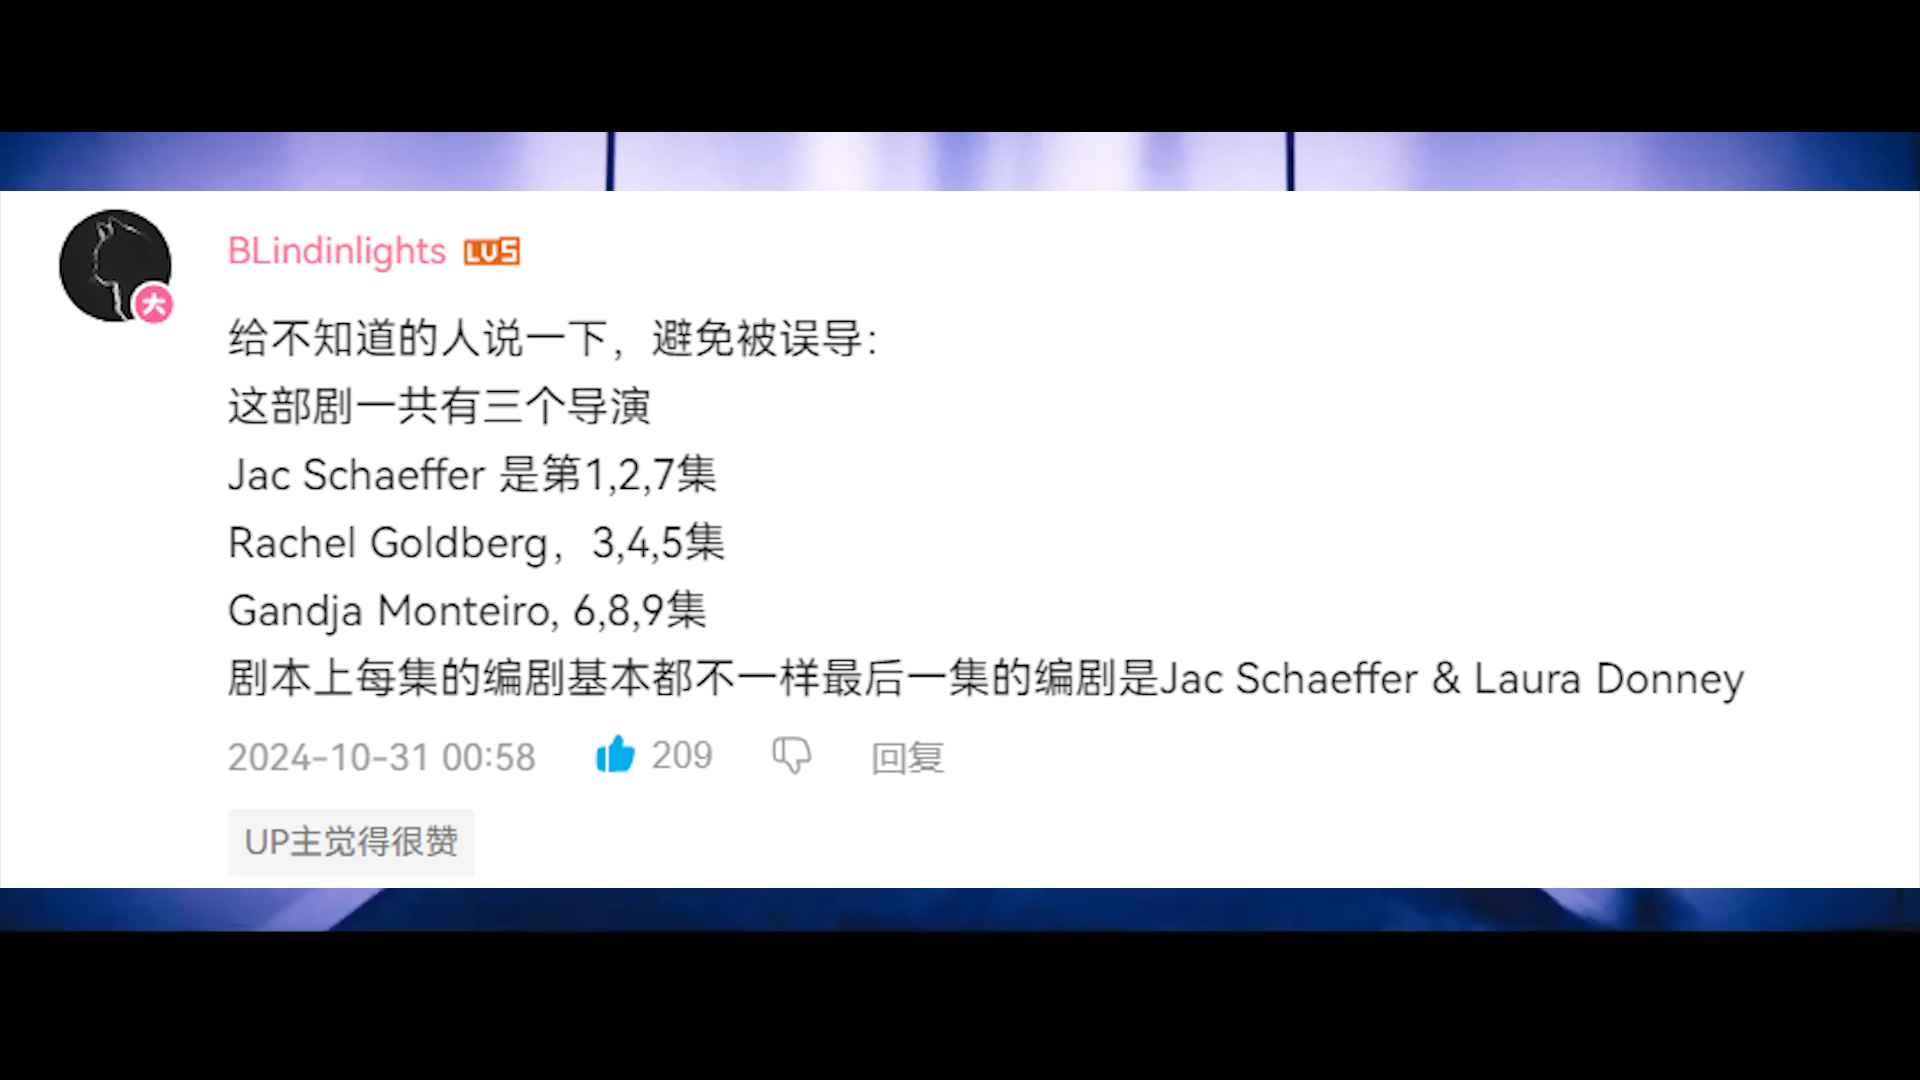 BLindinlights LV5
大
给不知道的人说一下，避免被误导：
这部剧一共有三个导演
Jac Schaeffer 是第1,2,7集
Rachel Goldberg，3,4,5集
Gandja Monteiro, 6,8,9集
剧本上每集的编剧基本都不一样最后一集的编剧是Jac Schaeffer & Laura Donney
2024-10-31 00:58 209 回复
UP主觉得很赞